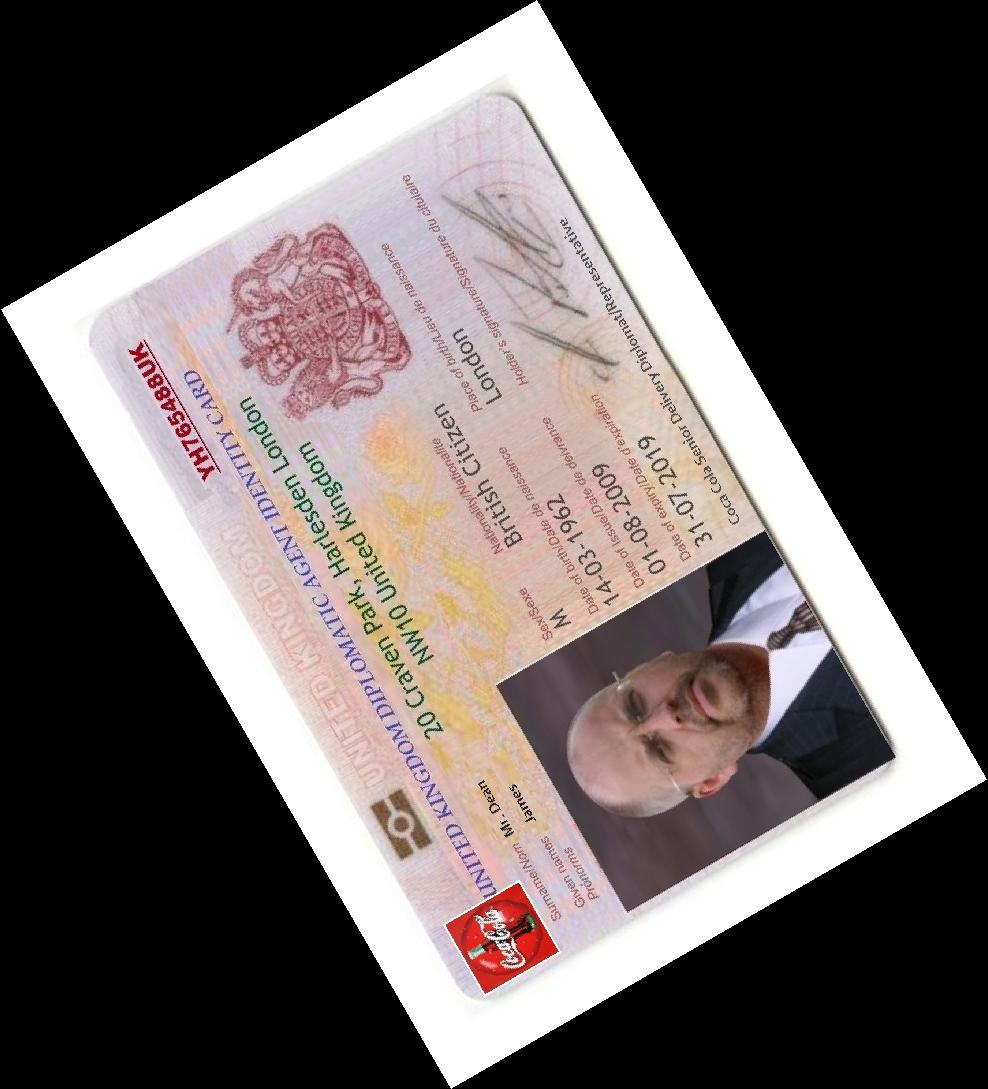 YH765488UK
UNITED KINGDOM
UNITED KINGDOM DIPLOMATIC AGENT IDENTITY CARD
20 Craven Park, Harlesden London
NW10 United Kingdom
Coca-Cola
Surname/Nom
Mr. Dean
Given names
James
Prénoms
Nationality/Nationalité
British Citizen
Place of birth/Lieu de naissance
London
Sex/Sexe
M
Date of birth/Date de naissance
14-03-1962
Holder's signature/Signature du citulaire
Date of Issue/Date de deivrance
01-08-2009
Date of expiry/Date d'expiration
31-07-2019
Coca Cola Senior Delivery Diplomat/Representative